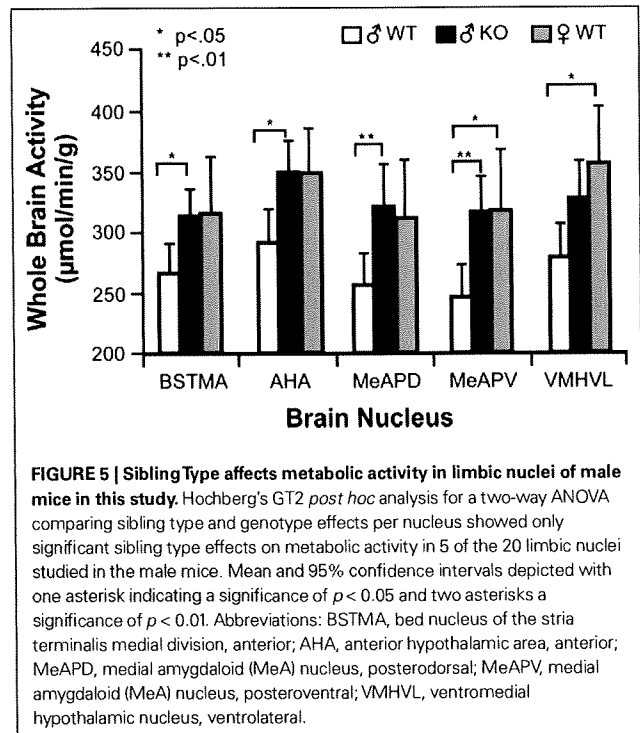 450
* p<.05
** p<.01
♂ WT ♂ KO ♀ WT
400
350
300
250
200
Whole Brain Activity
(µmol/min/g)
*
*
**
**
*
*
BSTMA AHA MeAPD MeAPV VMHVL
Brain Nucleus
FIGURE 5 | Sibling Type affects metabolic activity in limbic nuclei of male
mice in this study. Hochberg's GT2 post hoc analysis for a two-way ANOVA
comparing sibling type and genotype effects per nucleus showed only
significant sibling type effects on metabolic activity in 5 of the 20 limbic nuclei
studied in the male mice. Mean and 95% confidence intervals depicted with
one asterisk indicating a significance of p < 0.05 and two asterisks a
significance of p < 0.01. Abbreviations: BSTMA, bed nucleus of the stria
terminalis medial division, anterior; AHA, anterior hypothalamic area, anterior;
MeAPD, medial amygdaloid (MeA) nucleus, posterodorsal; MeAPV, medial
amygdaloid (MeA) nucleus, posteroventral; VMHVL, ventromedial
hypothalamic nucleus, ventrolateral.